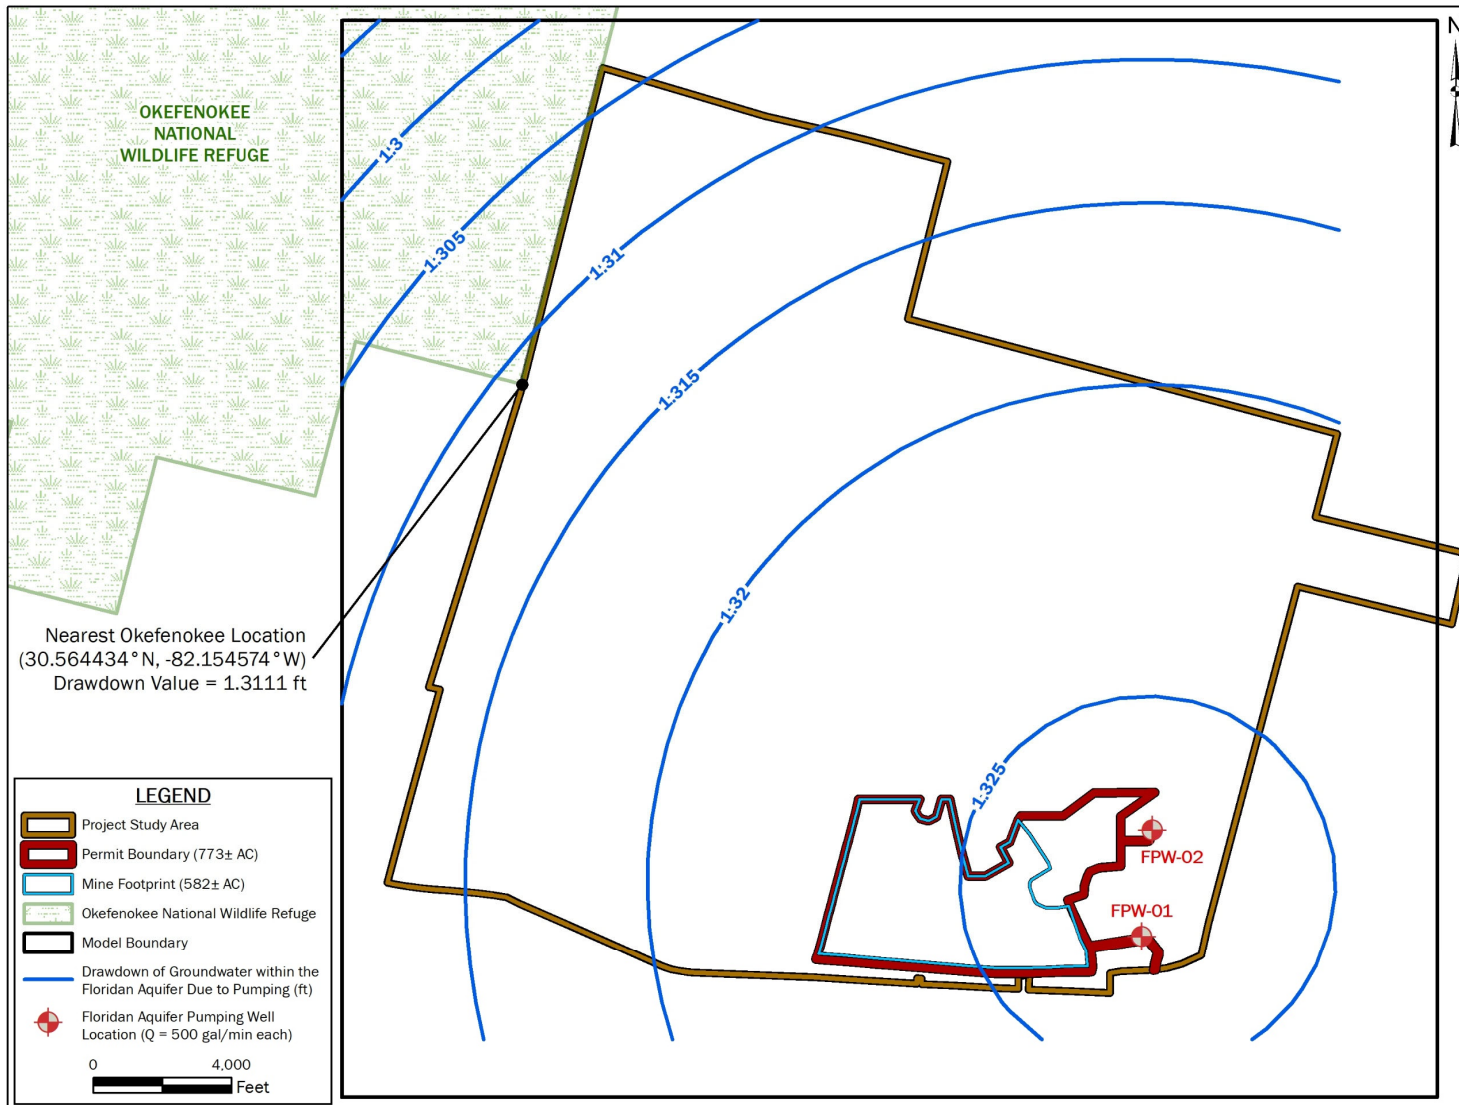 N
OKEFENOKEE
NATIONAL
WILDLIFE REFUGE
1.3
1.305
1.31
1.315
1.32
1.325
Nearest Okefenokee Location
(30.564434°N, -82.154574°W)
Drawdown Value = 1.3111 ft
FPW-02
FPW-01
LEGEND
Project Study Area
Permit Boundary (773± AC)
Mine Footprint (582± AC)
Okefenokee National Wildlife Refuge
Model Boundary
Drawdown of Groundwater within the
Floridan Aquifer Due to Pumping (ft)
Floridan Aquifer Pumping Well
Location (Q = 500 gal/min each)
0 4,000
Feet